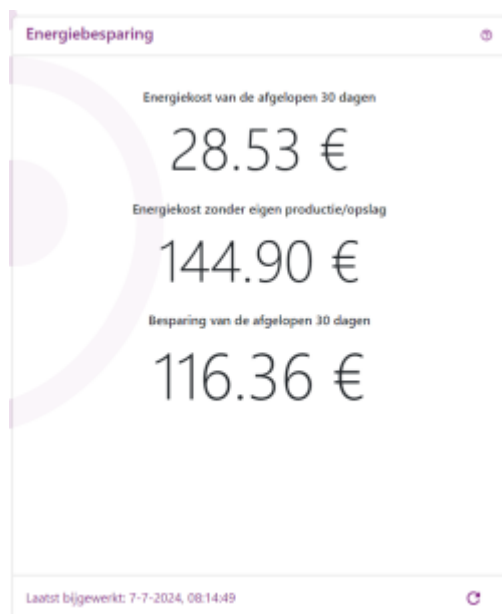 Energiebesparing
Energiekost van de afgelopen 30 dagen
28.53 €
Energiekost zonder eigen productie/opslag
144.90 €
Besparing van de afgelopen 30 dagen
116.36 €
Laatst bijgewerkt: 7-7-2024, 08:14:49